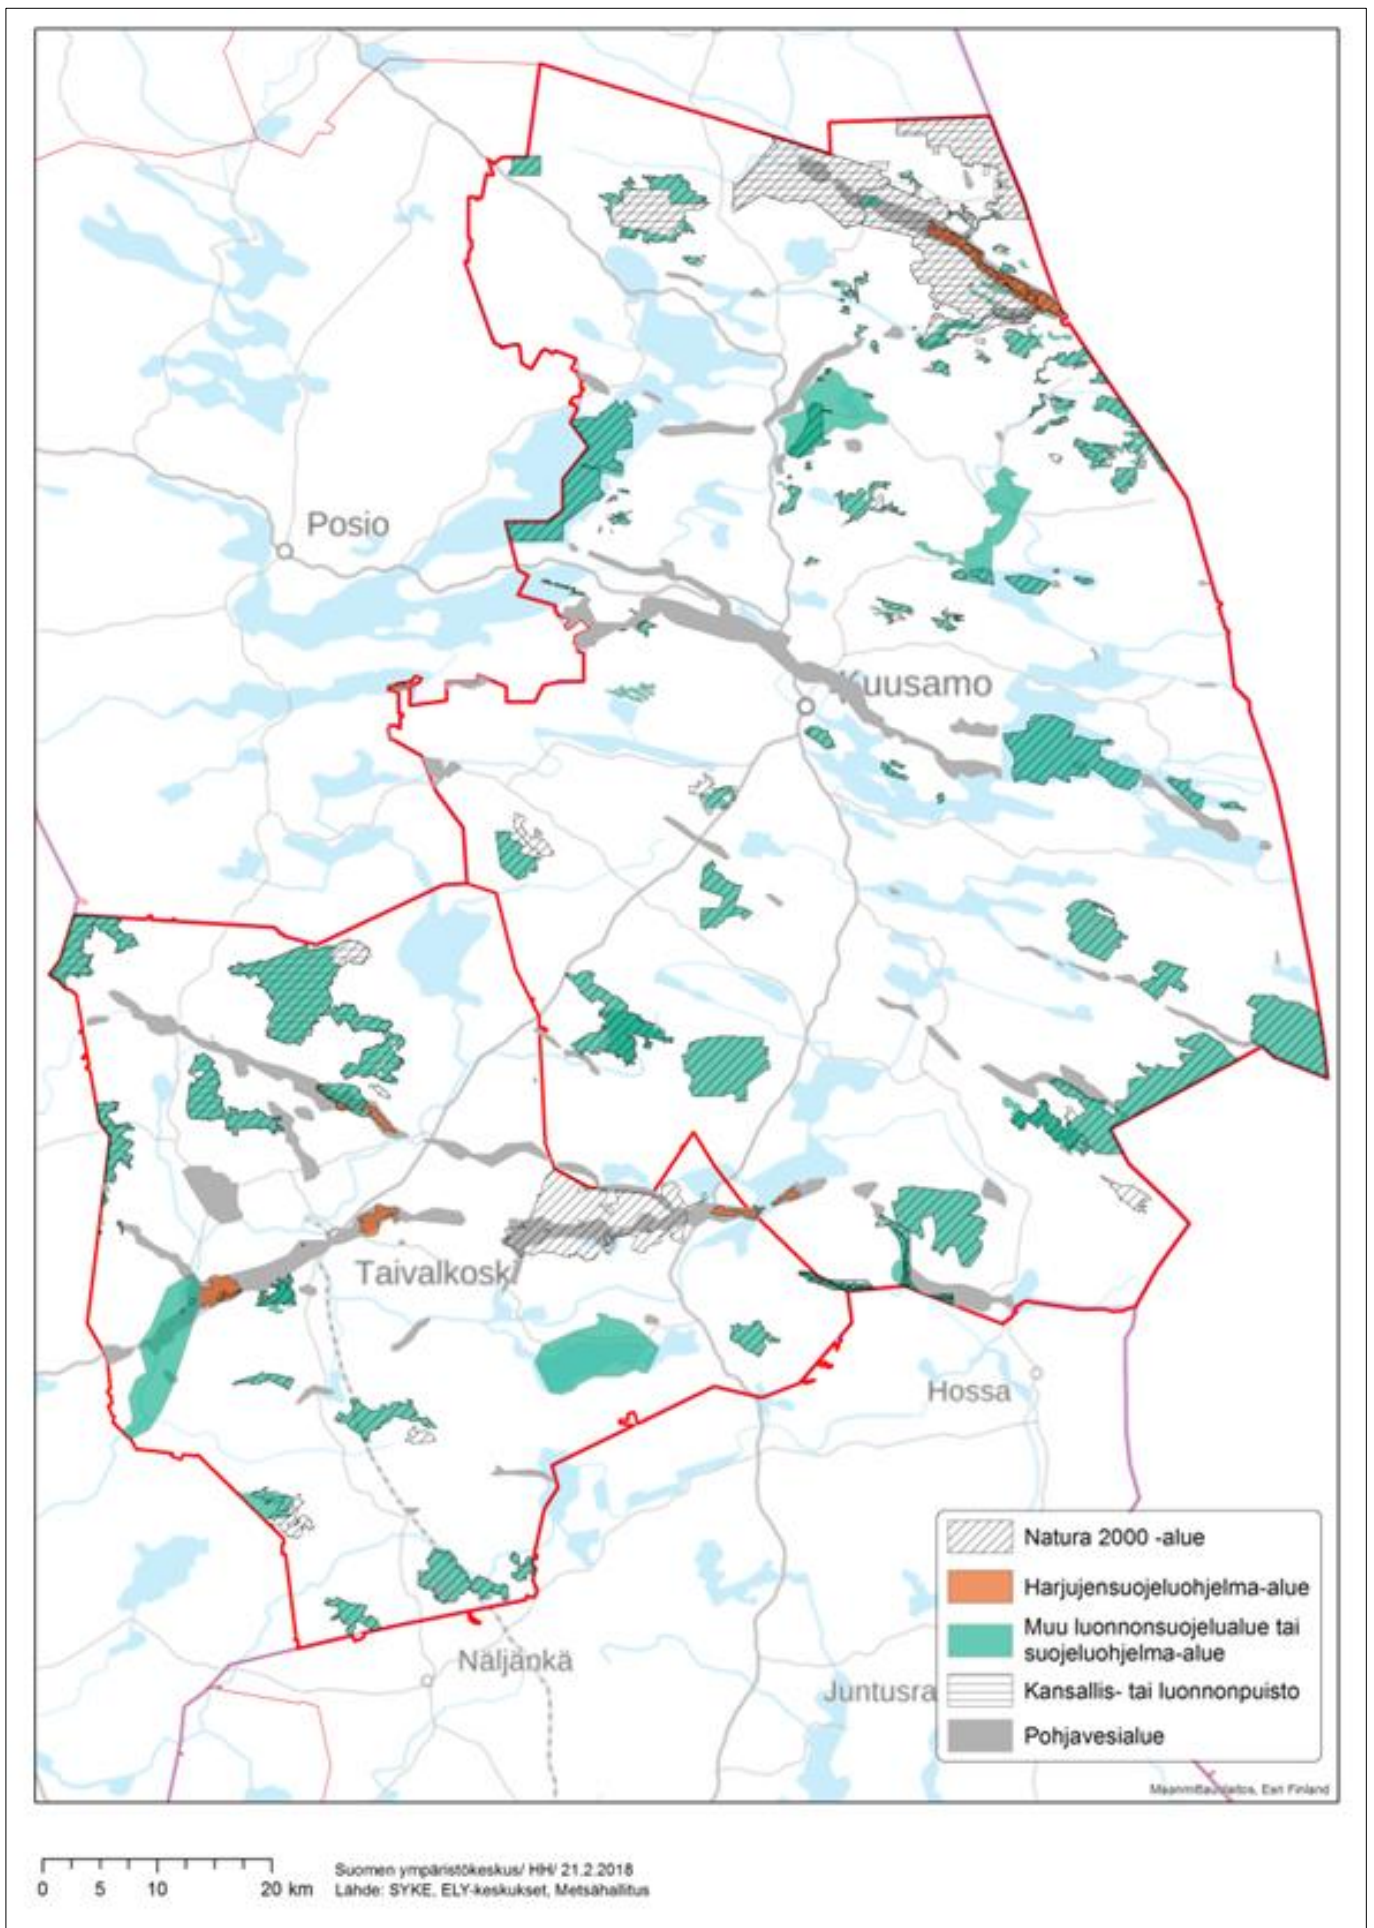 Posio
Kuusamo
Taivalkoski
Hossa
Natura 2000 -alue
Harjujensuojeluohjelma-alue
Muu luonnonsuojelualue tai
suojeluohjelma-alue
Kansallis- tai luonnonpuisto
Pohjavesialue
Näljänkä
Juntusra
Maanmittauslaitos, Esri Finland
0 5 10 20 km
Suomen ympäristökeskus/ HH/ 21.2.2018
Lähde: SYKE, ELY-keskukset, Metsähallitus